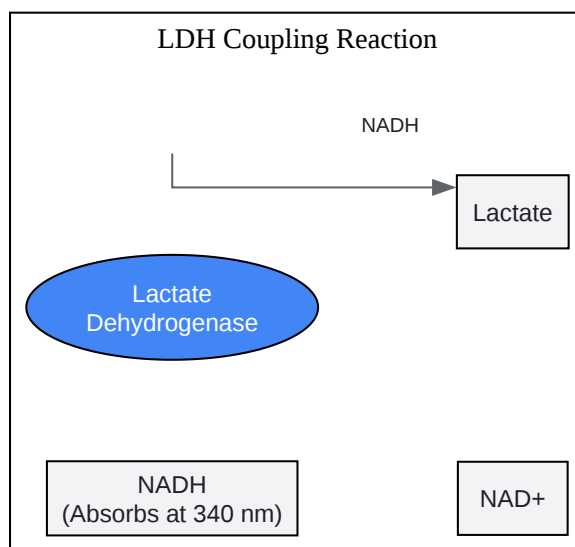 LDH Coupling Reaction
NADH
Lactate
Lactate
Dehydrogenase
NADH
(Absorbs at 340 nm)
NAD+